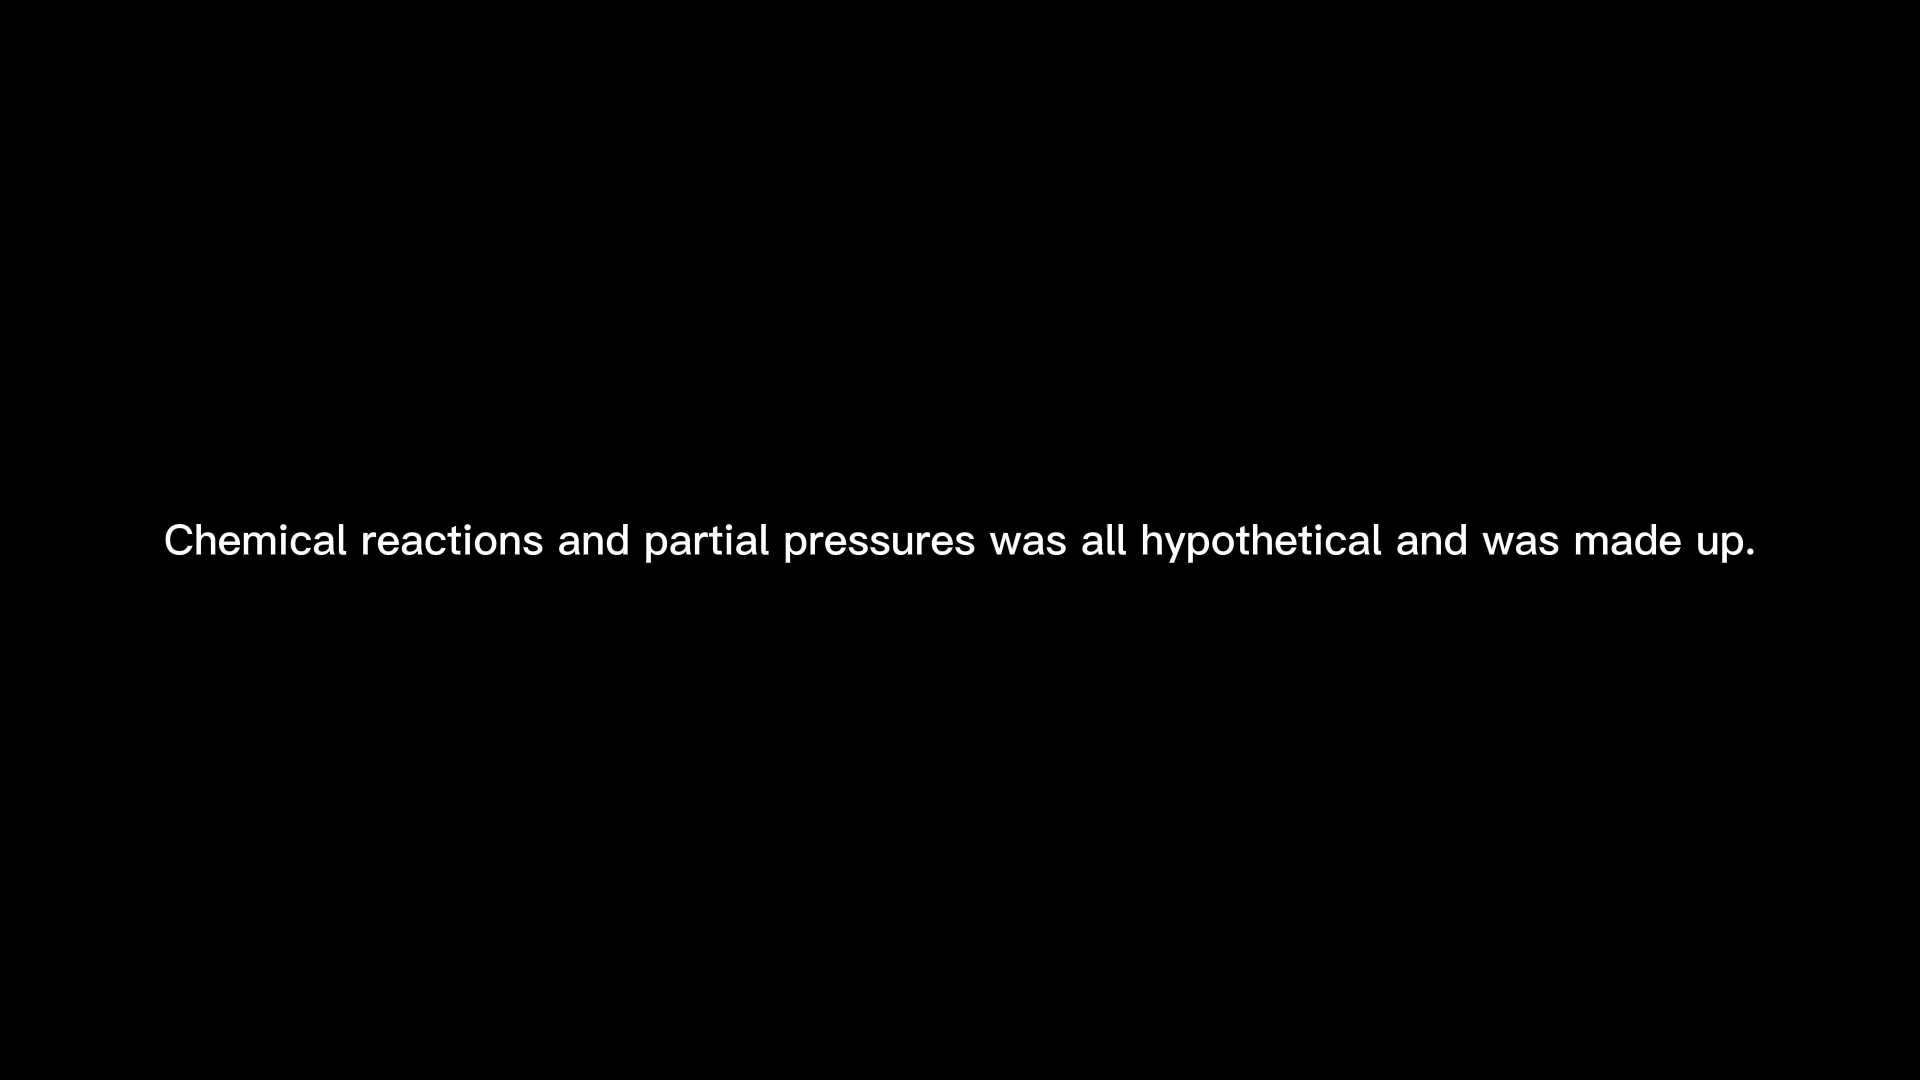 Chemical reactions and partial pressures was all hypothetical and was made up.